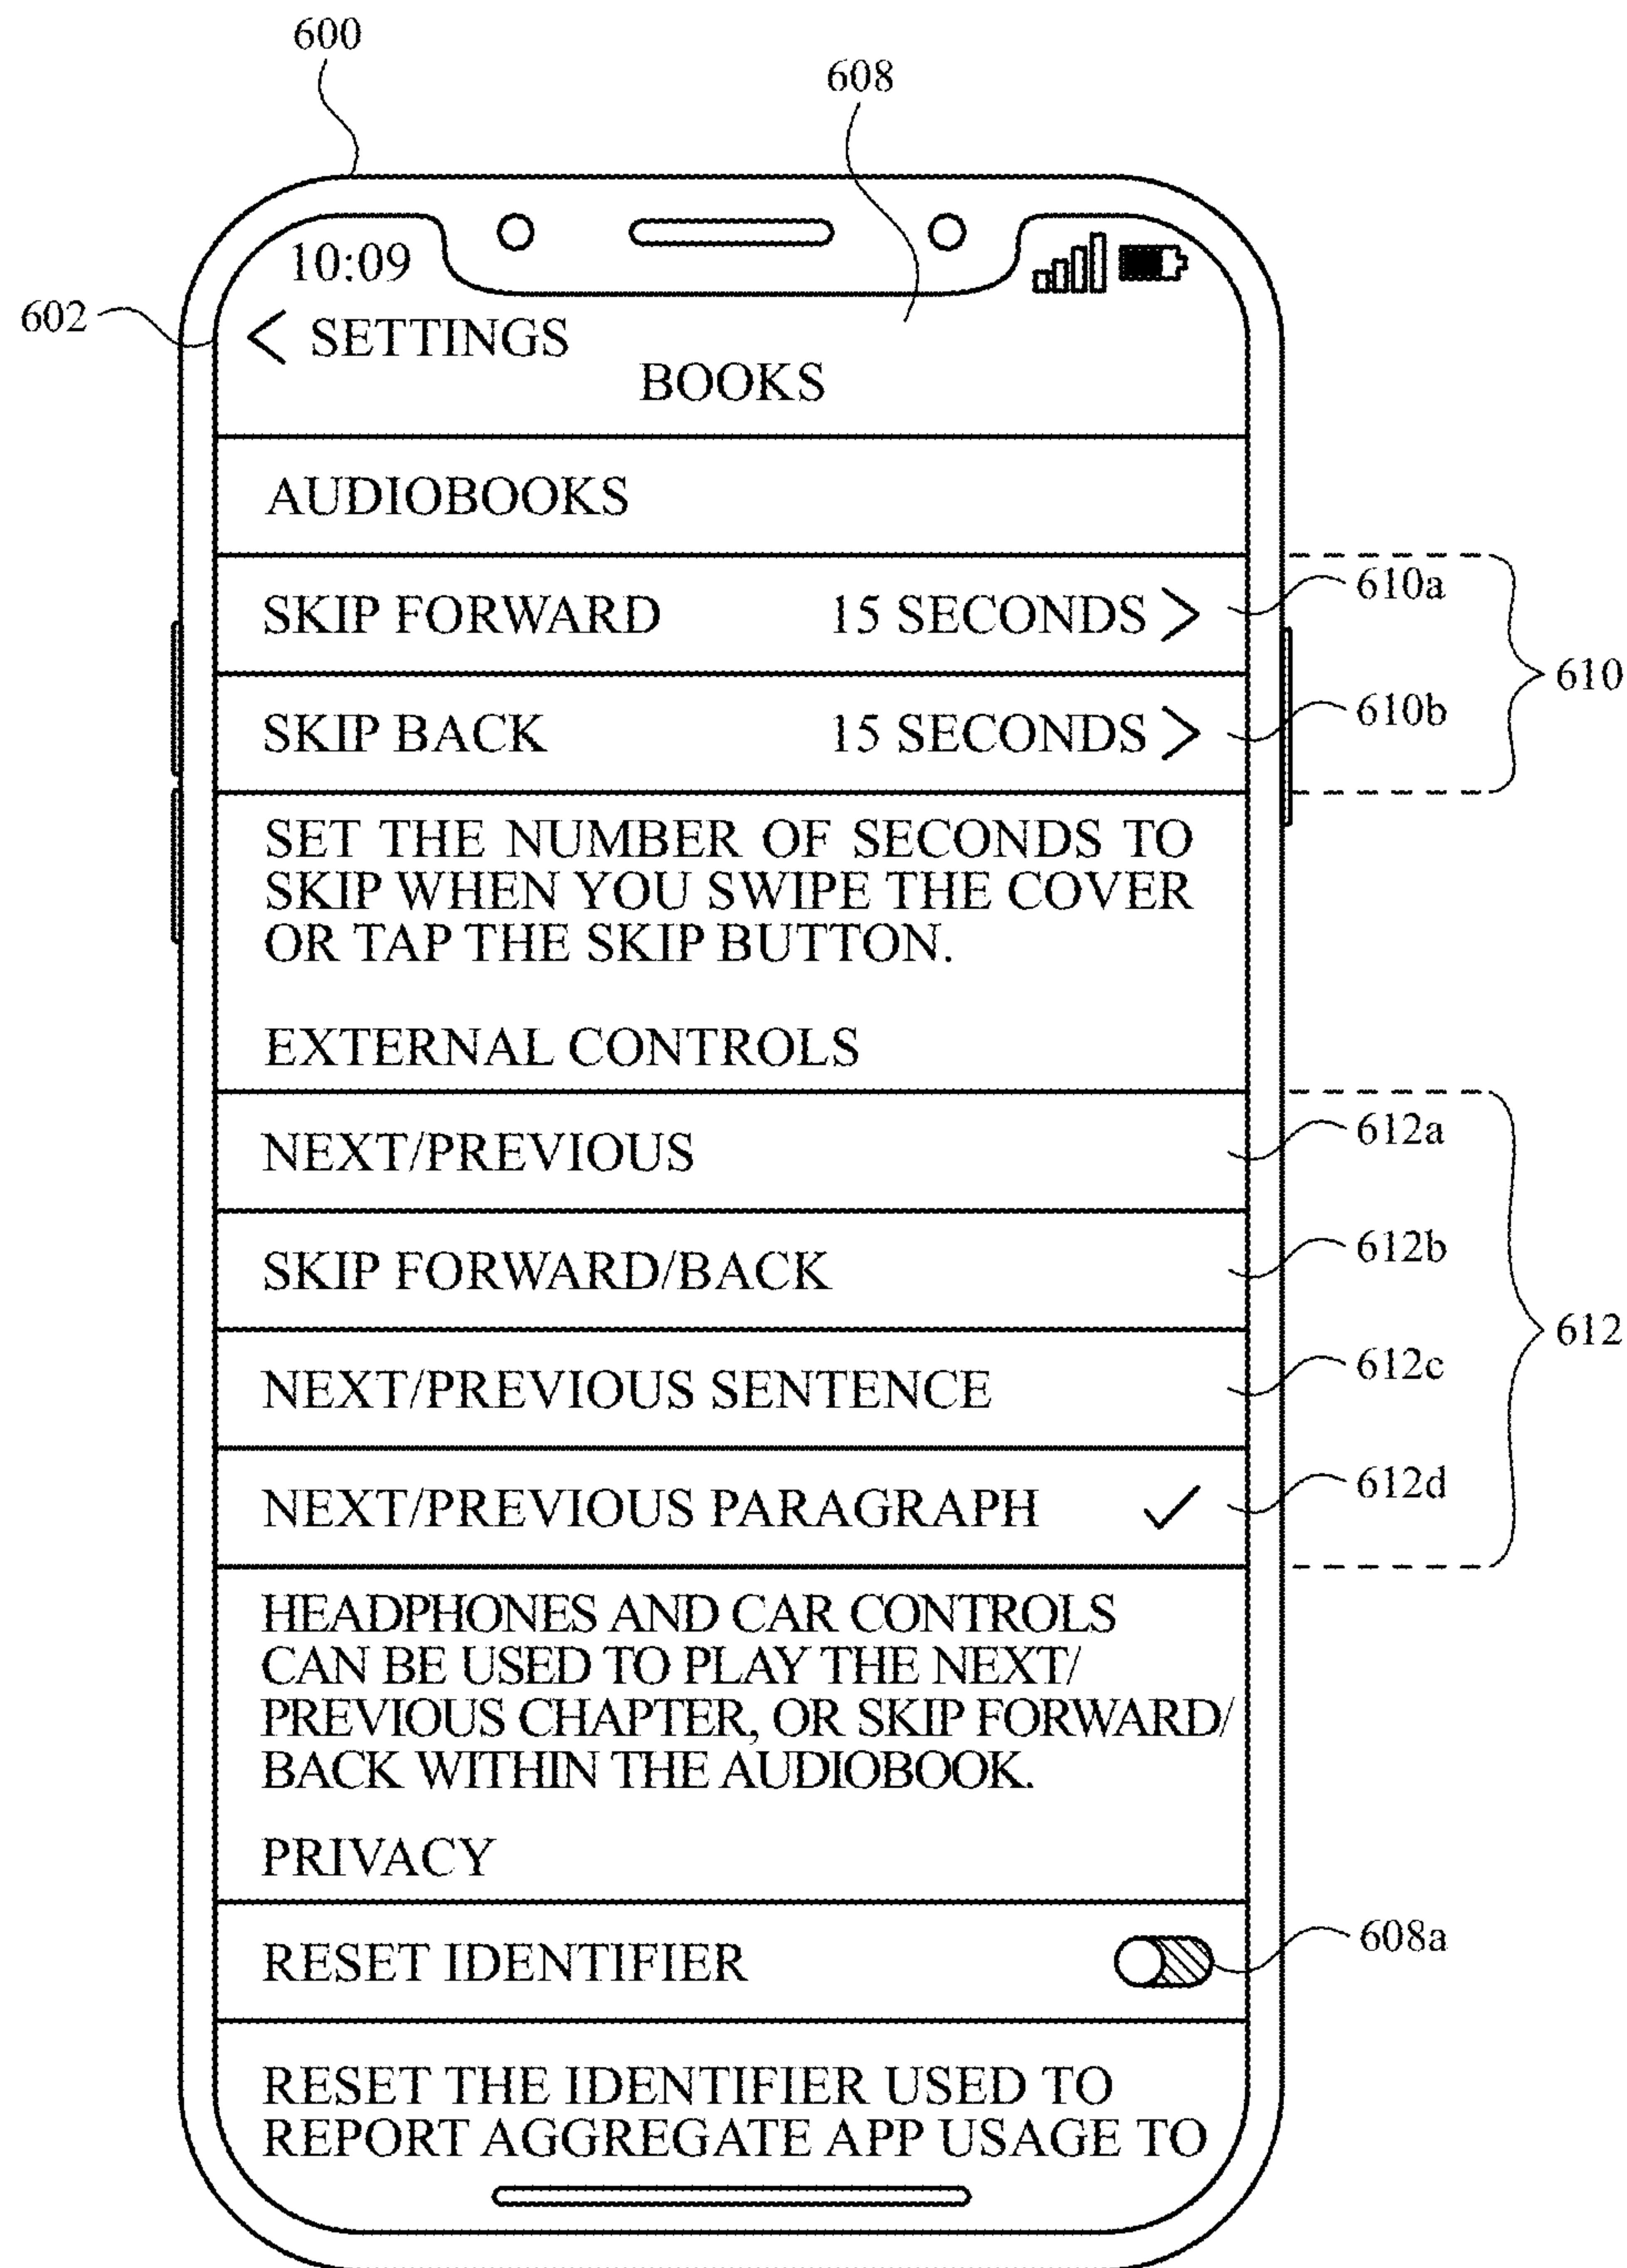 600
608
10:09
602
< SETTINGS
BOOKS
AUDIOBOOKS
SKIP FORWARD 15 SECONDS >
610a
SKIP BACK 15 SECONDS >
610b
610
SET THE NUMBER OF SECONDS TO
SKIP WHEN YOU SWIPE THE COVER
OR TAP THE SKIP BUTTON.
EXTERNAL CONTROLS
NEXT/PREVIOUS
612a
SKIP FORWARD/BACK
612b
612
NEXT/PREVIOUS SENTENCE
612c
NEXT/PREVIOUS PARAGRAPH ✓
612d
HEADPHONES AND CAR CONTROLS
CAN BE USED TO PLAY THE NEXT/
PREVIOUS CHAPTER, OR SKIP FORWARD/
BACK WITHIN THE AUDIOBOOK.
PRIVACY
RESET IDENTIFIER
608a
RESET THE IDENTIFIER USED TO
REPORT AGGREGATE APP USAGE TO